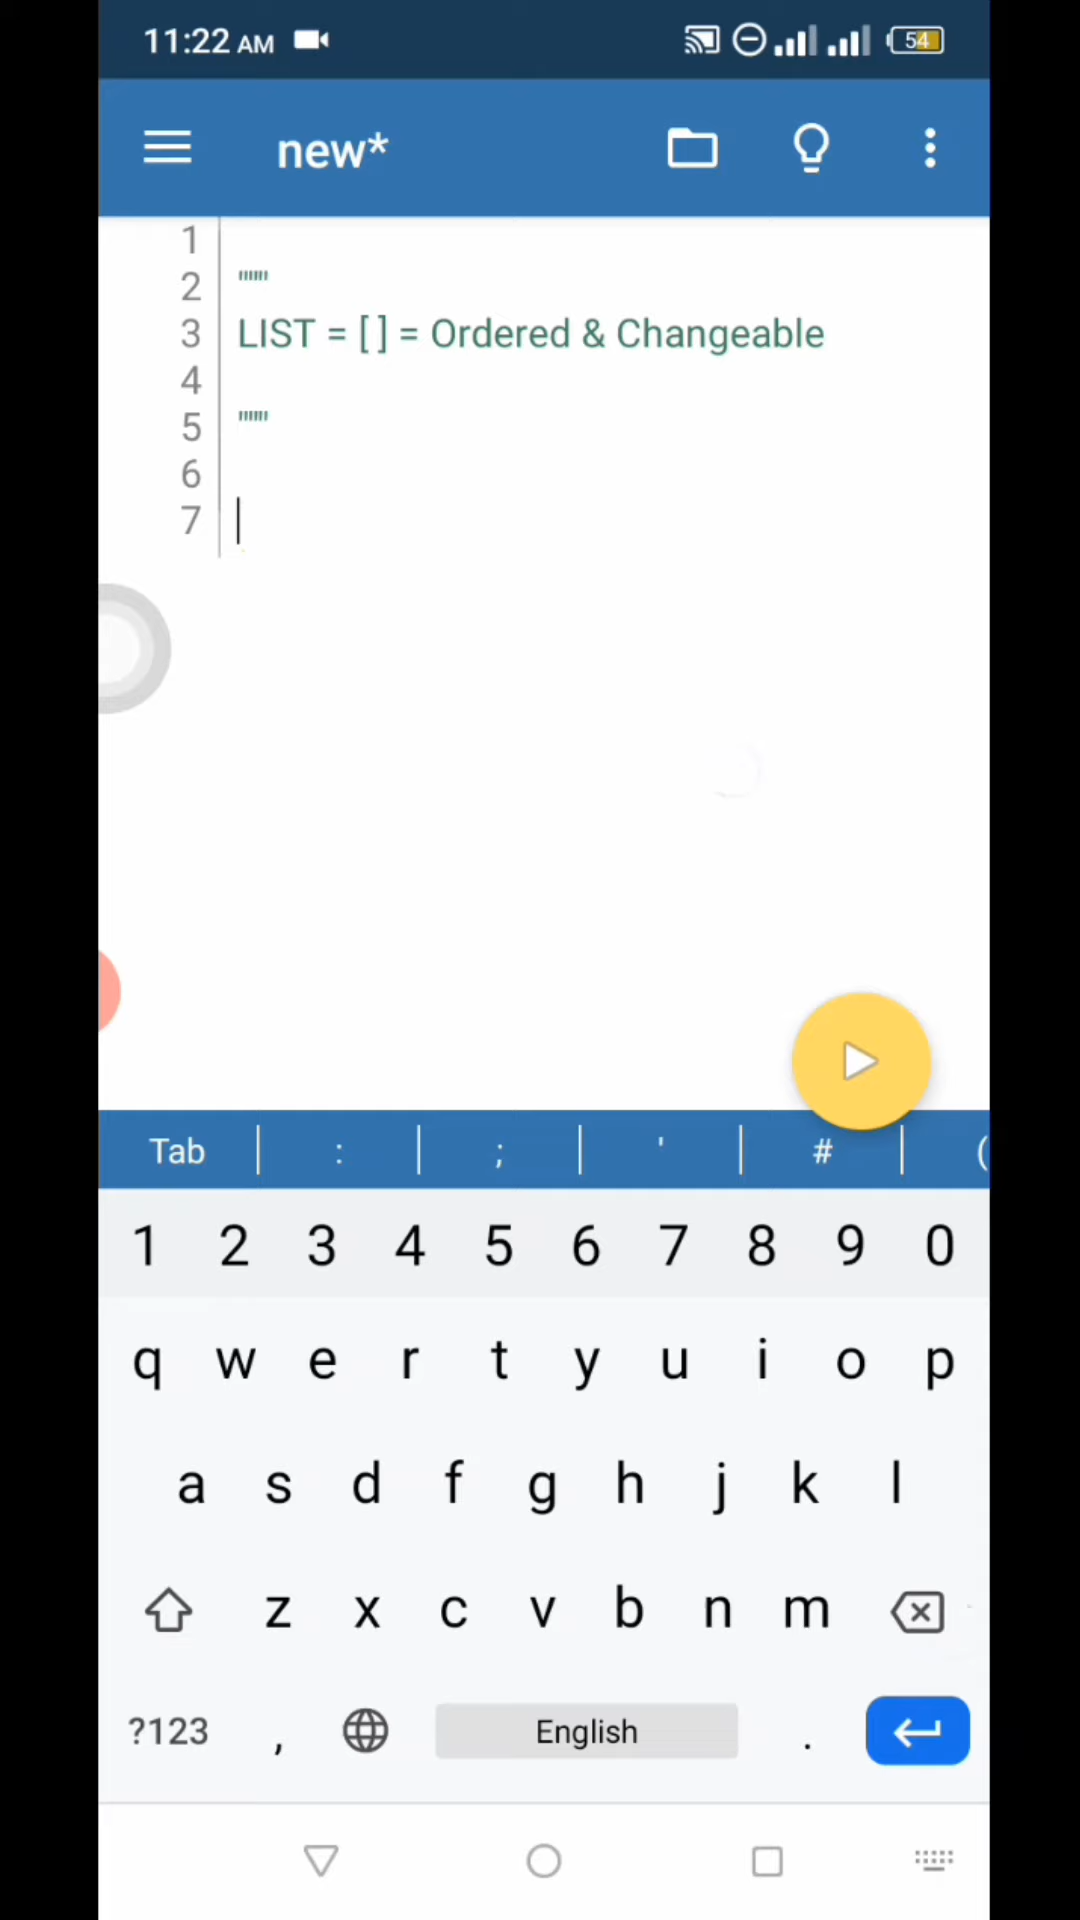 11:22 AM 54
new*
1
2 """
3 LIST = [ ] = Ordered & Changeable
4
5 """
6
7
Tab : ; ' # (
1 2 3 4 5 6 7 8 9 0
q w e r t y u i o p
a s d f g h j k l
z x c v b n m
?123 , English .